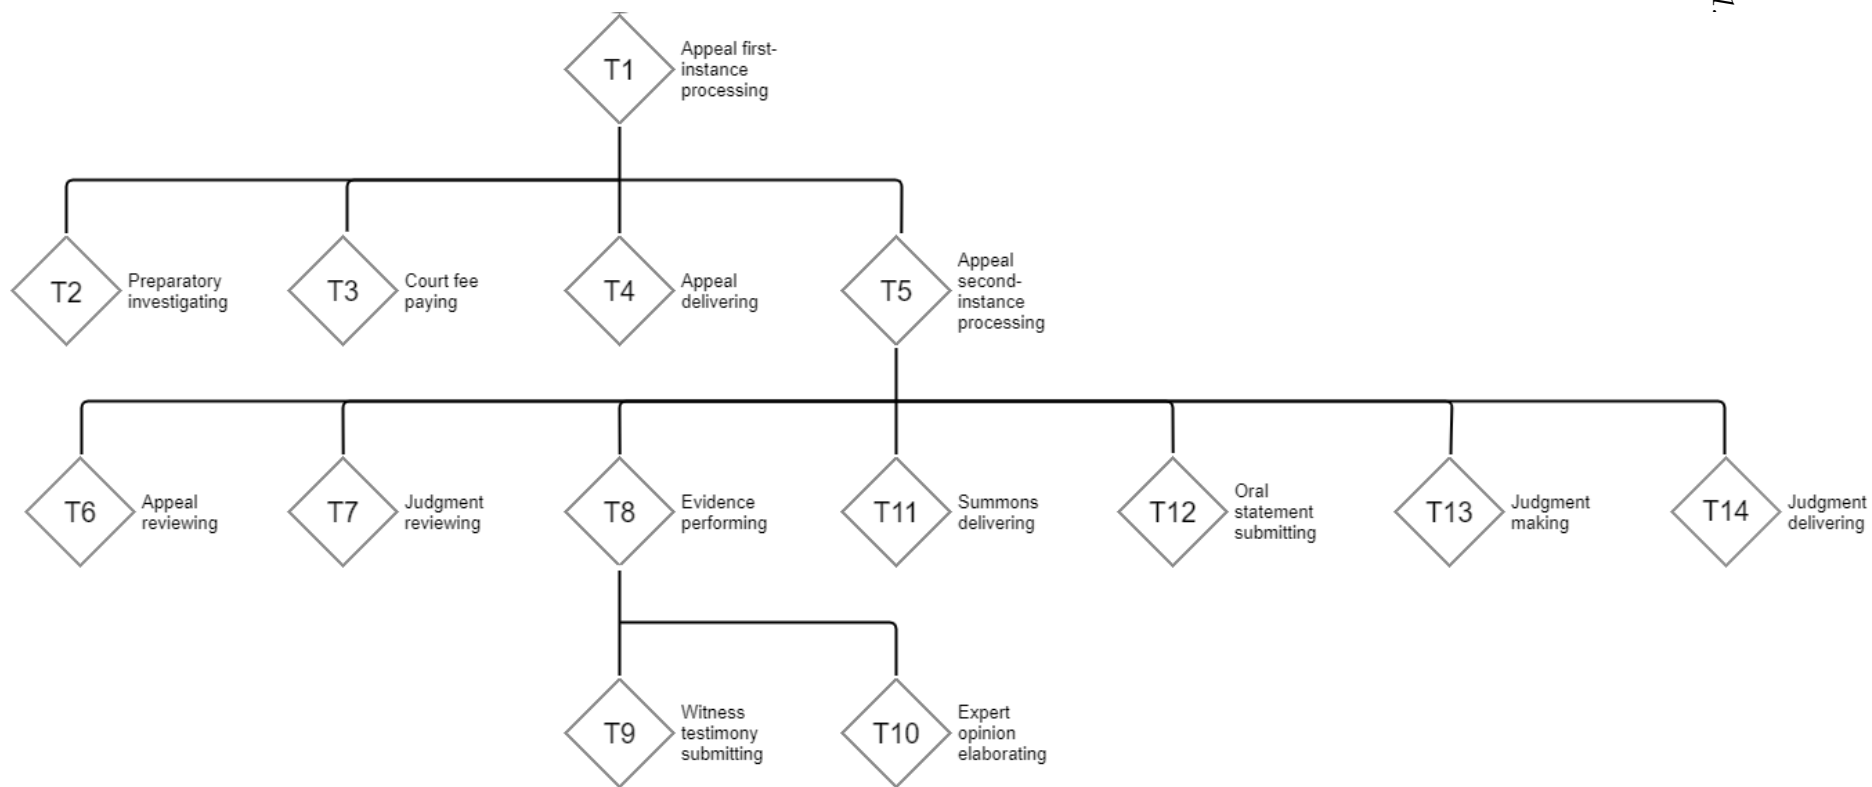 T1
Appeal first-
instance
processing
T2
Preparatory
investigating
T3
Court fee
paying
T4
Appeal
delivering
T5
Appeal
second-
instance
processing
T6
Appeal
reviewing
T7
Judgment
reviewing
T8
Evidence
performing
T11
Summons
delivering
T12
Oral
statement
submitting
T13
Judgment
making
T14
Judgment
delivering
T9
Witness
testimony
submitting
T10
Expert
opinion
elaborating